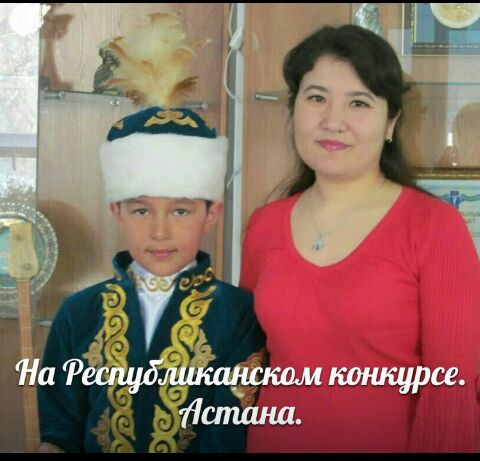 На Республиканском конкурсе.
Астана.